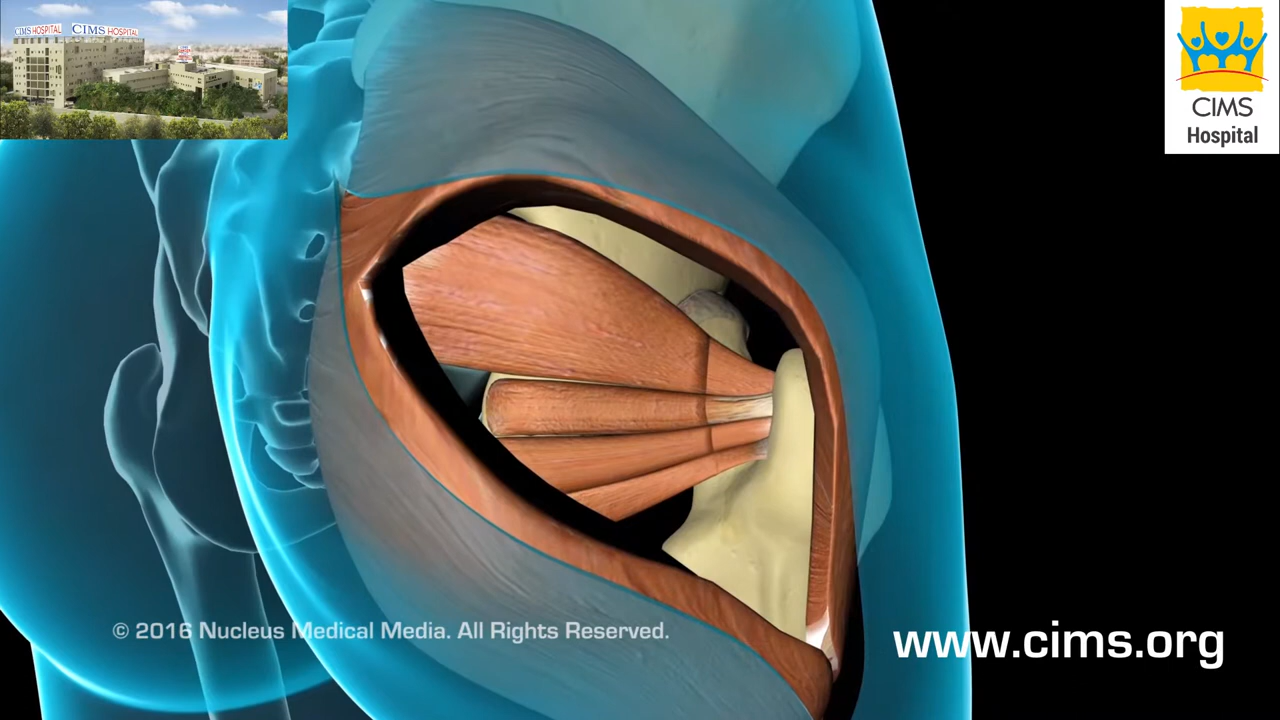 CIMS HOSPITAL CIMS HOSPITAL
CIMS
Hospital
© 2016 Nucleus Medical Media. All Rights Reserved.
www.cims.org